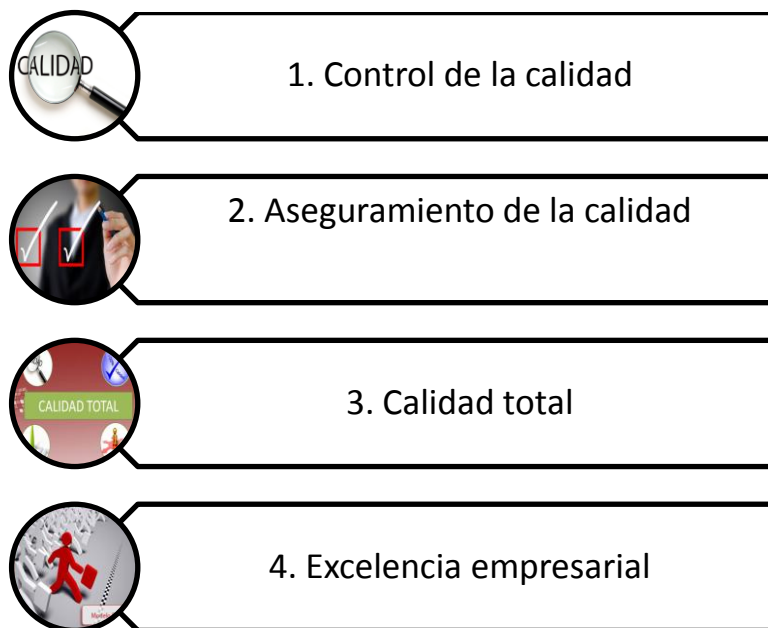 CALIDAD
1. Control de la calidad
2. Aseguramiento de la calidad
CALIDAD TOTAL
3. Calidad total
4. Excelencia empresarial